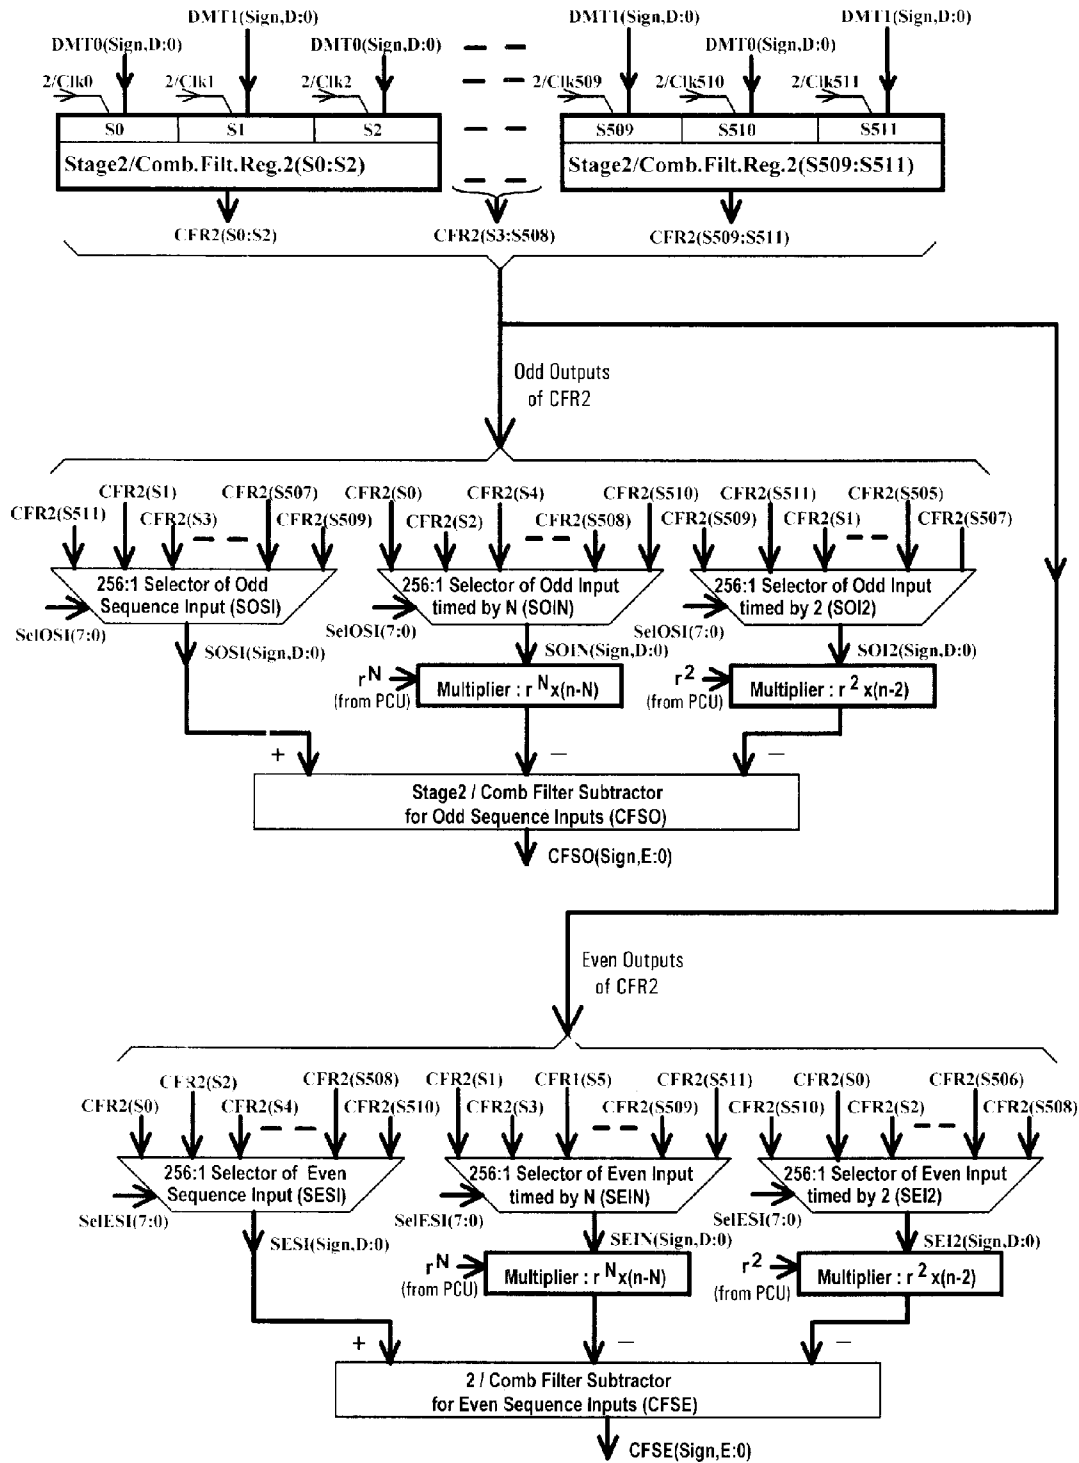 DMT1(Sign,D:0) DMT1(Sign,D:0)
DMT0(Sign,D:0) DMT0(Sign,D:0) DMT0(Sign,D:0)
2/Clk0 2/Clk1 2/Clk2 2/Clk509 2/Clk510 2/Clk511
S0 S1 S2 S509 S510 S511
Stage2/Comb.Filt.Reg.2(S0:S2) Stage2/Comb.Filt.Reg.2(S509:S511)
CFR2(S0:S2) CFR2(S3:S508) CFR2(S509:S511)
Odd Outputs
of CFR2
CFR2(S1) CFR2(S507) CFR2(S0) CFR2(S4) CFR2(S510) CFR2(S511) CFR2(S505)
CFR2(S511) CFR2(S3) CFR2(S509) CFR2(S2) CFR2(S508) CFR2(S509) CFR2(S1) CFR2(S507)
256:1 Selector of Odd
Sequence Input (SOSI)
256:1 Selector of Odd Input
timed by N (SOIN)
256:1 Selector of Odd Input
timed by 2 (SOI2)
SelOSI(7:0) SelOSI(7:0) SelOSI(7:0)
SOSI(Sign,D:0) SOIN(Sign,D:0) SOI2(Sign,D:0)
r^N
(from PCU)
Multiplier : r^N x(n-N)
r^2
(from PCU)
Multiplier : r^2 x(n-2)
+ − −
Stage2 / Comb Filter Subtractor
for Odd Sequence Inputs (CFSO)
CFSO(Sign,E:0)
Even Outputs
of CFR2
CFR2(S2) CFR2(S508) CFR2(S1) CFR1(S5) CFR2(S511) CFR2(S0) CFR2(S506)
CFR2(S0) CFR2(S4) CFR2(S510) CFR2(S3) CFR2(S509) CFR2(S510) CFR2(S2) CFR2(S508)
256:1 Selector of Even
Sequence Input (SESI)
256:1 Selector of Even Input
timed by N (SEIN)
256:1 Selector of Even Input
timed by 2 (SEI2)
SelESI(7:0) SelESI(7:0) SelESI(7:0)
SESI(Sign,D:0) SEIN(Sign,D:0) SEI2(Sign,D:0)
r^N
(from PCU)
Multiplier : r^N x(n-N)
r^2
(from PCU)
Multiplier : r^2 x(n-2)
+ − −
2 / Comb Filter Subtractor
for Even Sequence Inputs (CFSE)
CFSE(Sign,E:0)